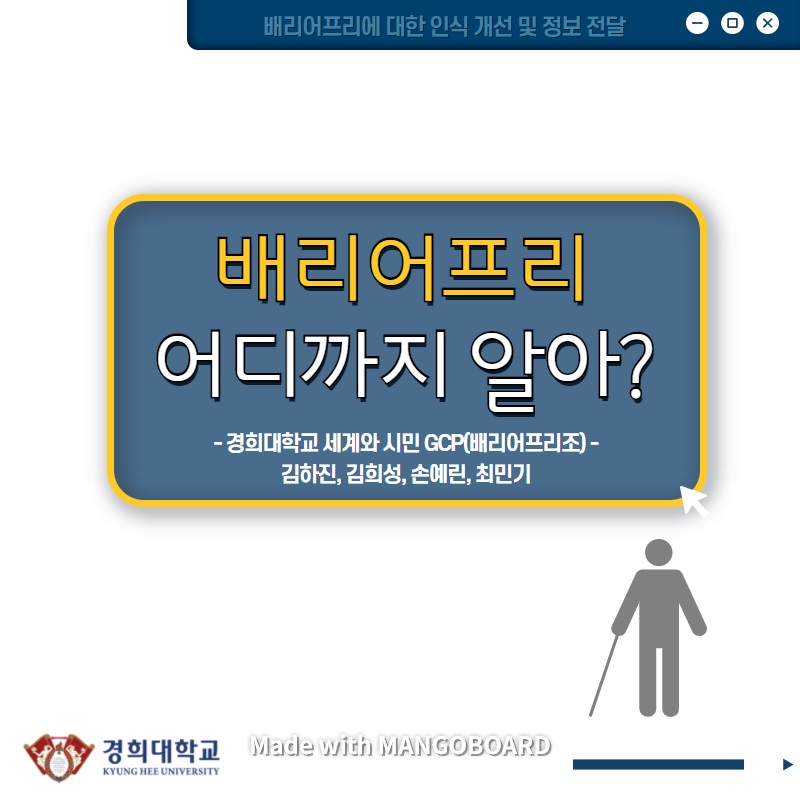 배리어프리에 대한 인식 개선 및 정보 전달
배리어프리
어디까지 알아?
- 경희대학교 세계와 시민 GCP(배리어프리조) -
김하진, 김희성, 손예린, 최민기
경희대학교
KYUNG HEE UNIVERSITY
Made with MANGOBOARD